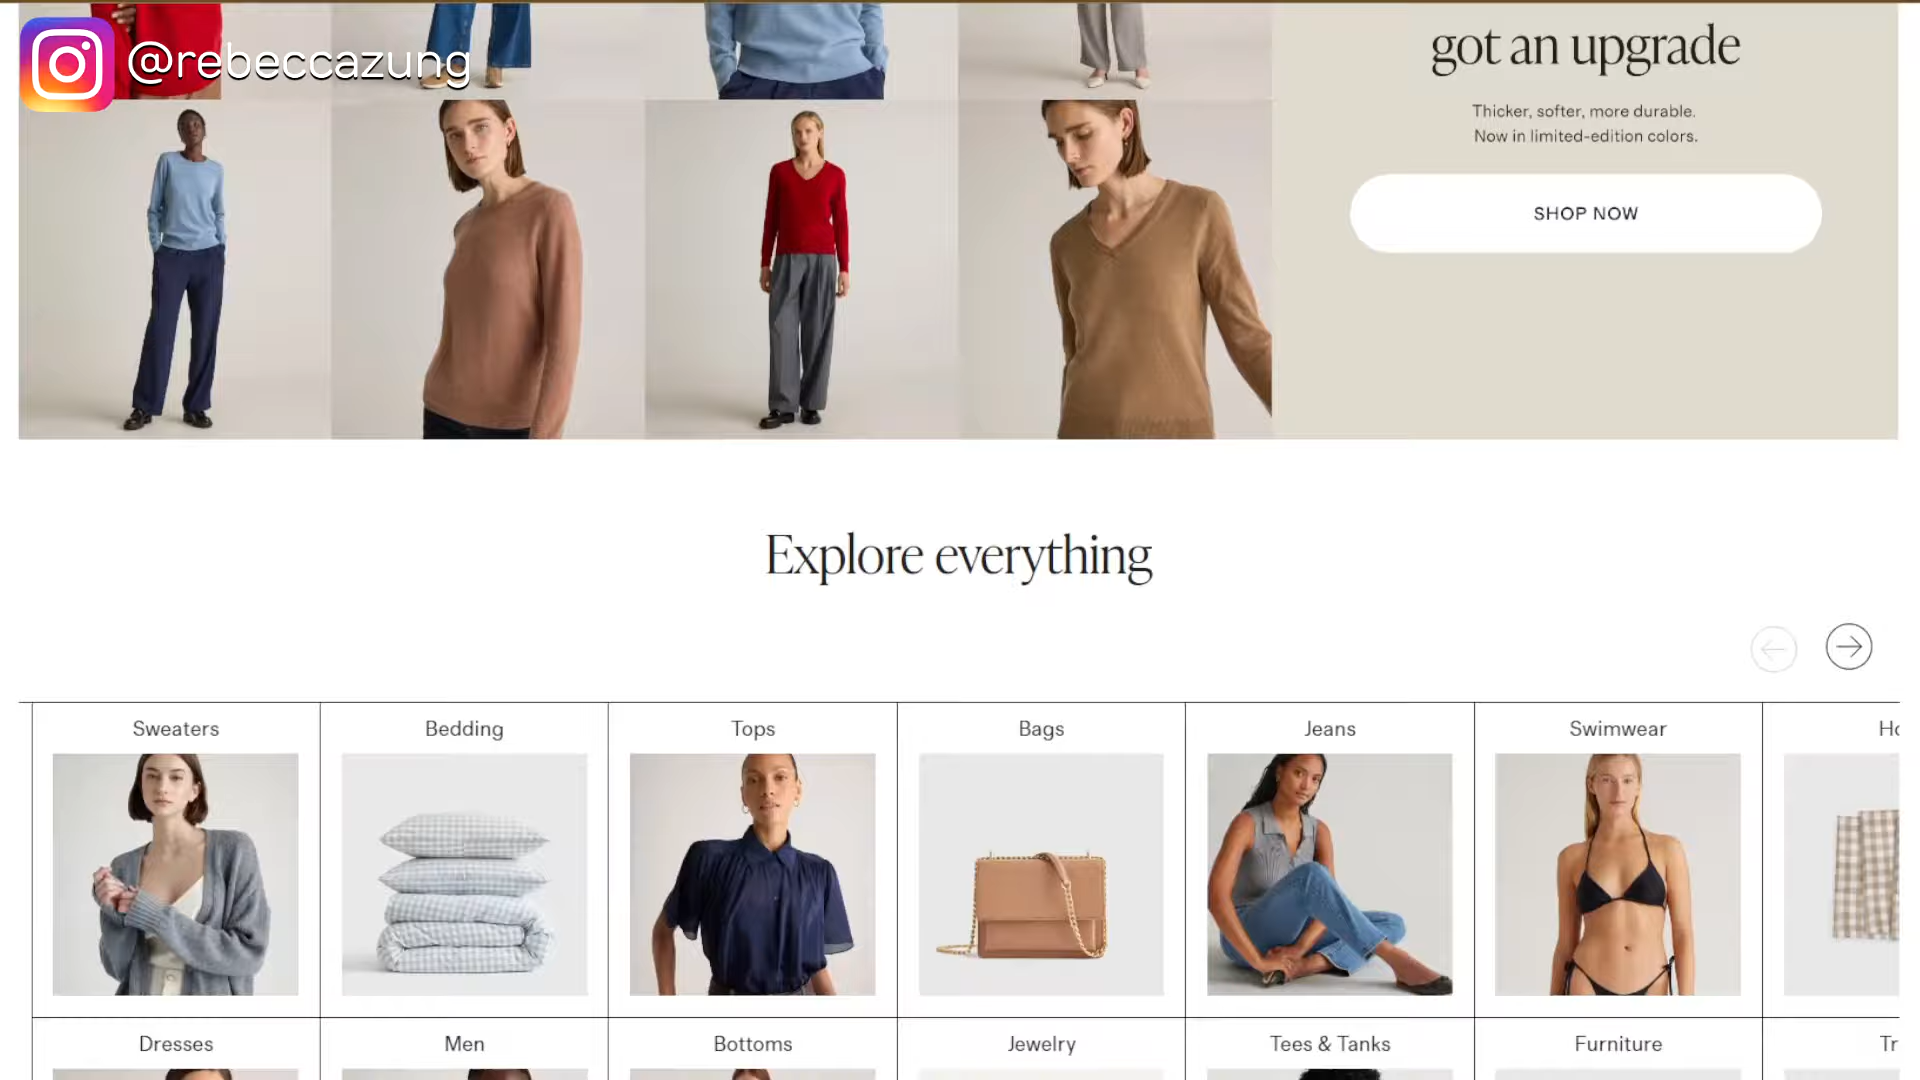 @rebeccazung
got an upgrade
Thicker, softer, more durable.
Now in limited-edition colors.
SHOP NOW
Explore everything
Sweaters
Bedding
Tops
Bags
Jeans
Swimwear
Dresses
Men
Bottoms
Jewelry
Tees & Tanks
Furniture